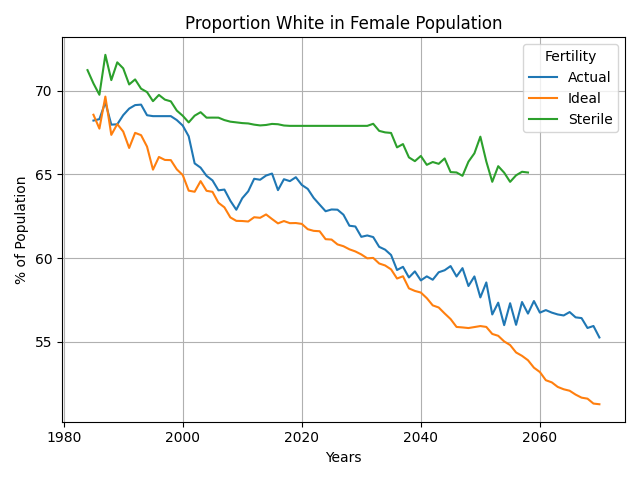 Proportion White in Female Population
% of Population
70
65
60
55
Fertility
Actual
Ideal
Sterile
1980 2000 2020 2040 2060
Years